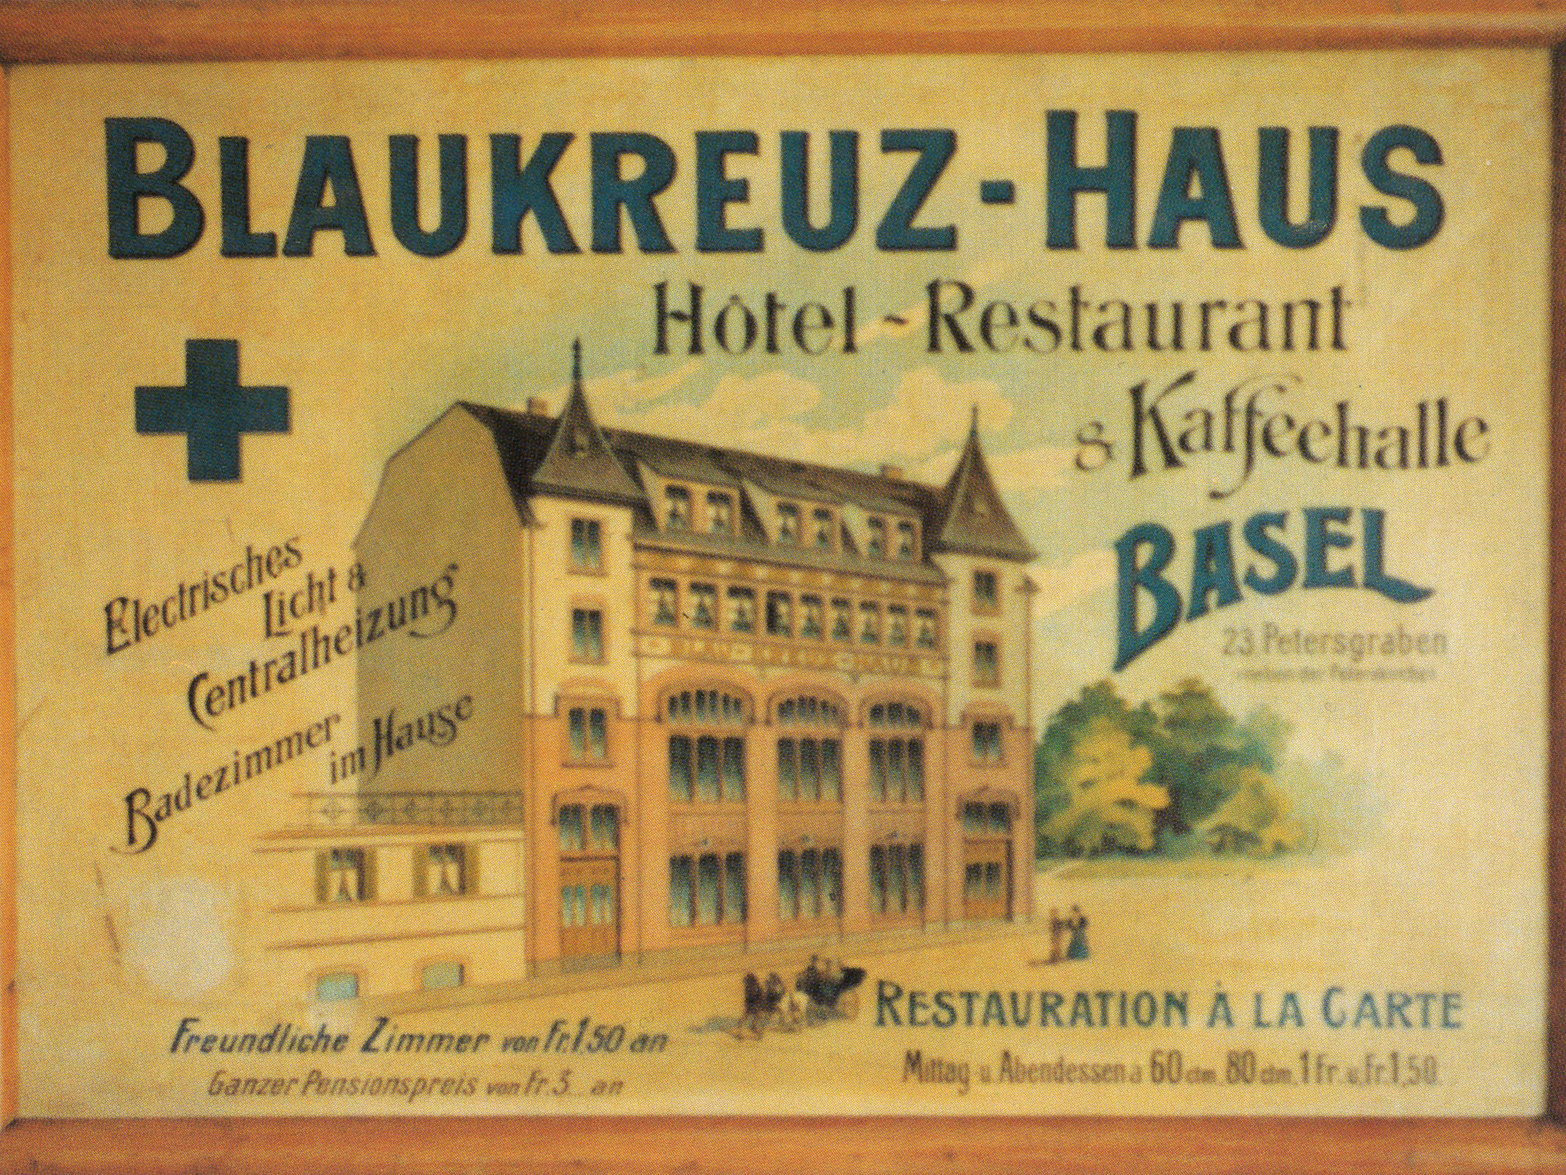 BLAUKREUZ-HAUS
Hôtel-Restaurant
& Kaffeehalle
BASEL
23 Petersgraben
Electrisches
Licht &
Centralheizung
Badezimmer
im Hause
Freundliche Zimmer von Fr. 1.50 an
Ganzer Pensionspreis von Fr. 3... an
RESTAURATION À LA CARTE
Mittag u. Abendessen a 60 ctm. 80 ctm. 1 fr. u. fr. 1,50